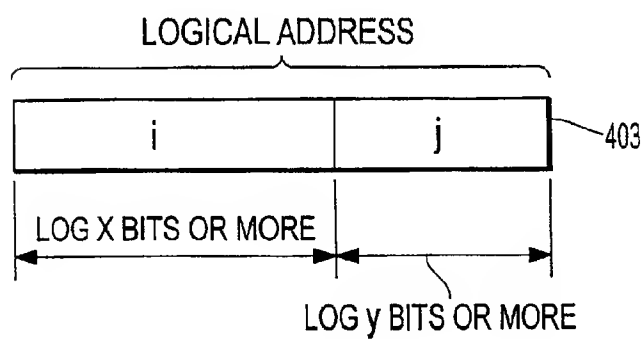 LOGICAL ADDRESS
i
j
403
LOG X BITS OR MORE
LOG y BITS OR MORE